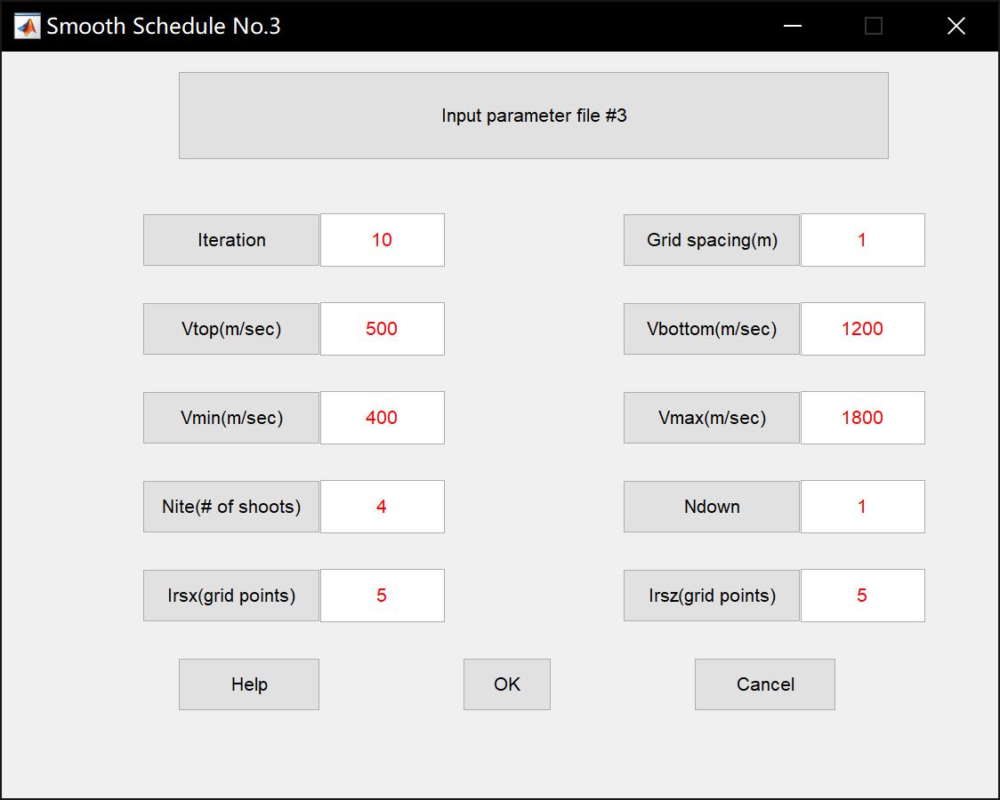 Smooth Schedule No.3
Input parameter file #3
Iteration 10 Grid spacing(m) 1
Vtop(m/sec) 500 Vbottom(m/sec) 1200
Vmin(m/sec) 400 Vmax(m/sec) 1800
Nite(# of shoots) 4 Ndown 1
Irsx(grid points) 5 Irsz(grid points) 5
Help OK Cancel